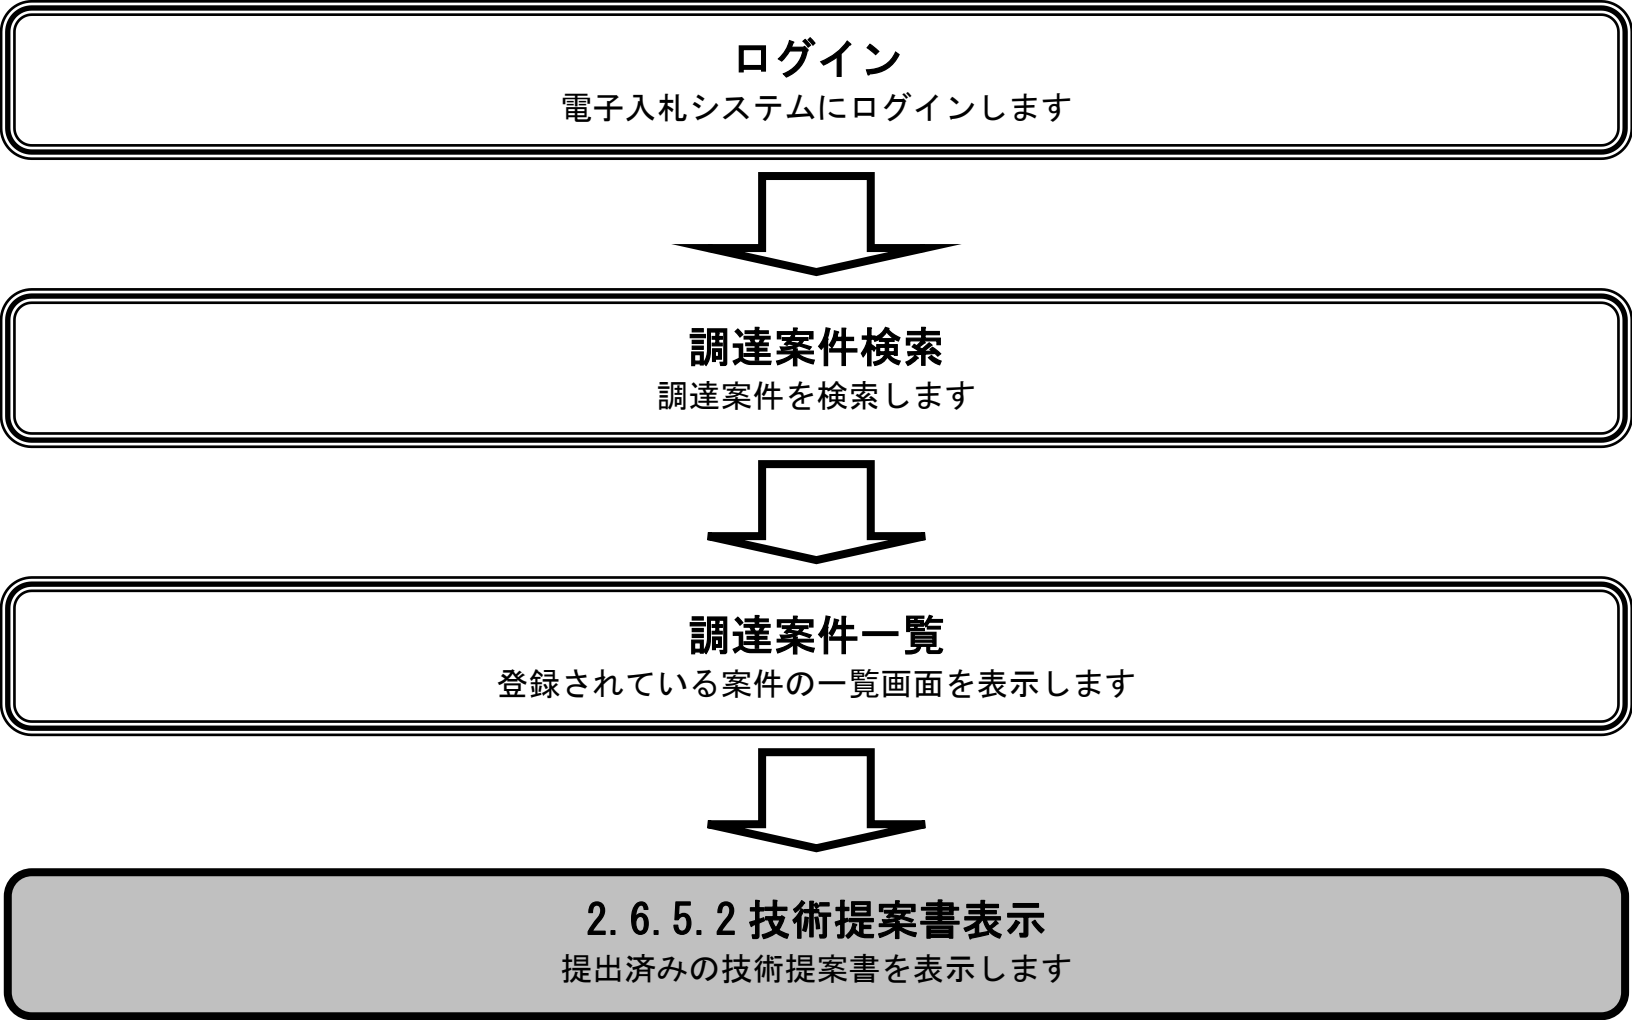 ログイン
電子入札システムにログインします
調達案件検索
調達案件を検索します
調達案件一覧
登録されている案件の一覧画面を表示します
2.6.5.2 技術提案書表示
提出済みの技術提案書を表示します